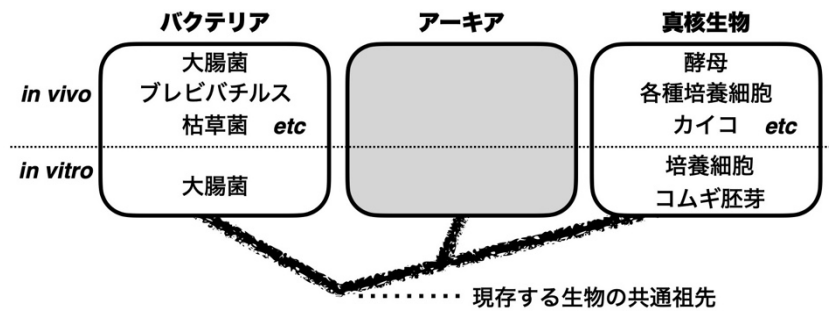 バクテリア
アーキア
真核生物
in vivo
大腸菌
ブレビバチルス
枯草菌 etc
酵母
各種培養細胞
カイコ etc
in vitro
大腸菌
培養細胞
コムギ胚芽
現存する生物の共通祖先